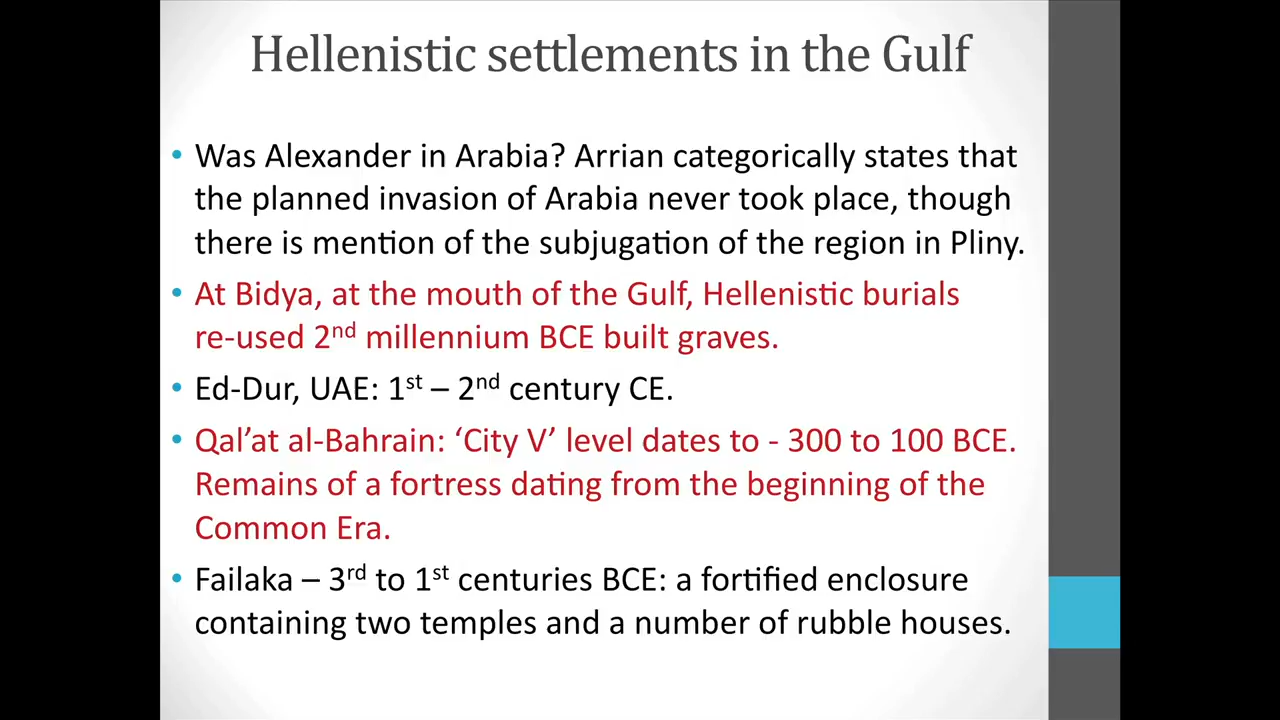 Hellenistic settlements in the Gulf
• Was Alexander in Arabia? Arrian categorically states that
the planned invasion of Arabia never took place, though
there is mention of the subjugation of the region in Pliny.
• At Bidya, at the mouth of the Gulf, Hellenistic burials
re-used 2nd millennium BCE built graves.
• Ed-Dur, UAE: 1st – 2nd century CE.
• Qal’at al-Bahrain: ‘City V’ level dates to - 300 to 100 BCE.
Remains of a fortress dating from the beginning of the
Common Era.
• Failaka – 3rd to 1st centuries BCE: a fortified enclosure
containing two temples and a number of rubble houses.